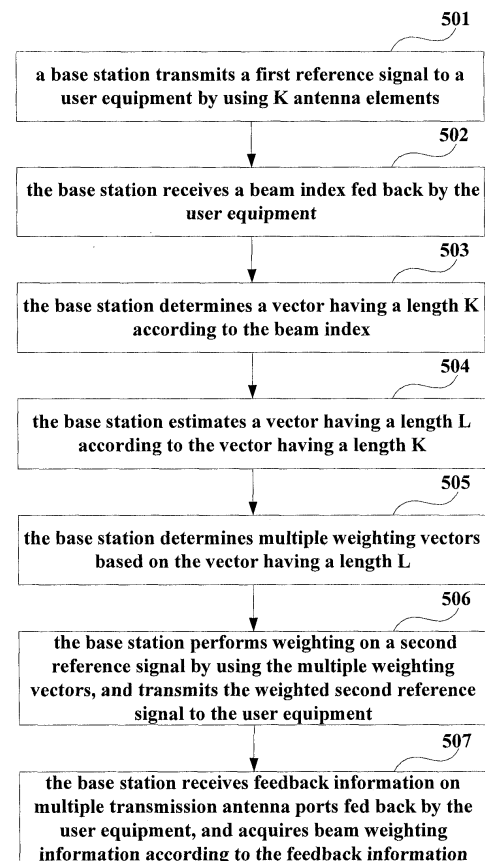 501
a base station transmits a first reference signal to a
user equipment by using K antenna elements
502
the base station receives a beam index fed back by the
user equipment
503
the base station determines a vector having a length K
according to the beam index
504
the base station estimates a vector having a length L
according to the vector having a length K
505
the base station determines multiple weighting vectors
based on the vector having a length L
506
the base station performs weighting on a second
reference signal by using the multiple weighting
vectors, and transmits the weighted second reference
signal to the user equipment
507
the base station receives feedback information on
multiple transmission antenna ports fed back by the
user equipment, and acquires beam weighting
information according to the feedback information